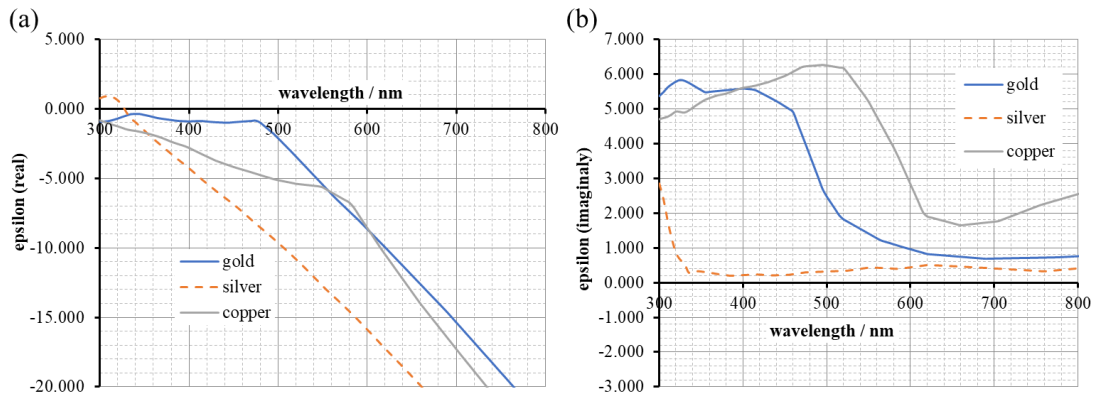 (a)
5.000
0.000
-5.000
-10.000
-15.000
-20.000
300 400 500 600 700 800
wavelength / nm
epsilon (real)
gold
silver
copper
(b)
7.000
6.000
5.000
4.000
3.000
2.000
1.000
0.000
-1.000
-2.000
-3.000
300 400 500 600 700 800
wavelength / nm
epsilon (imaginaly)
gold
silver
copper